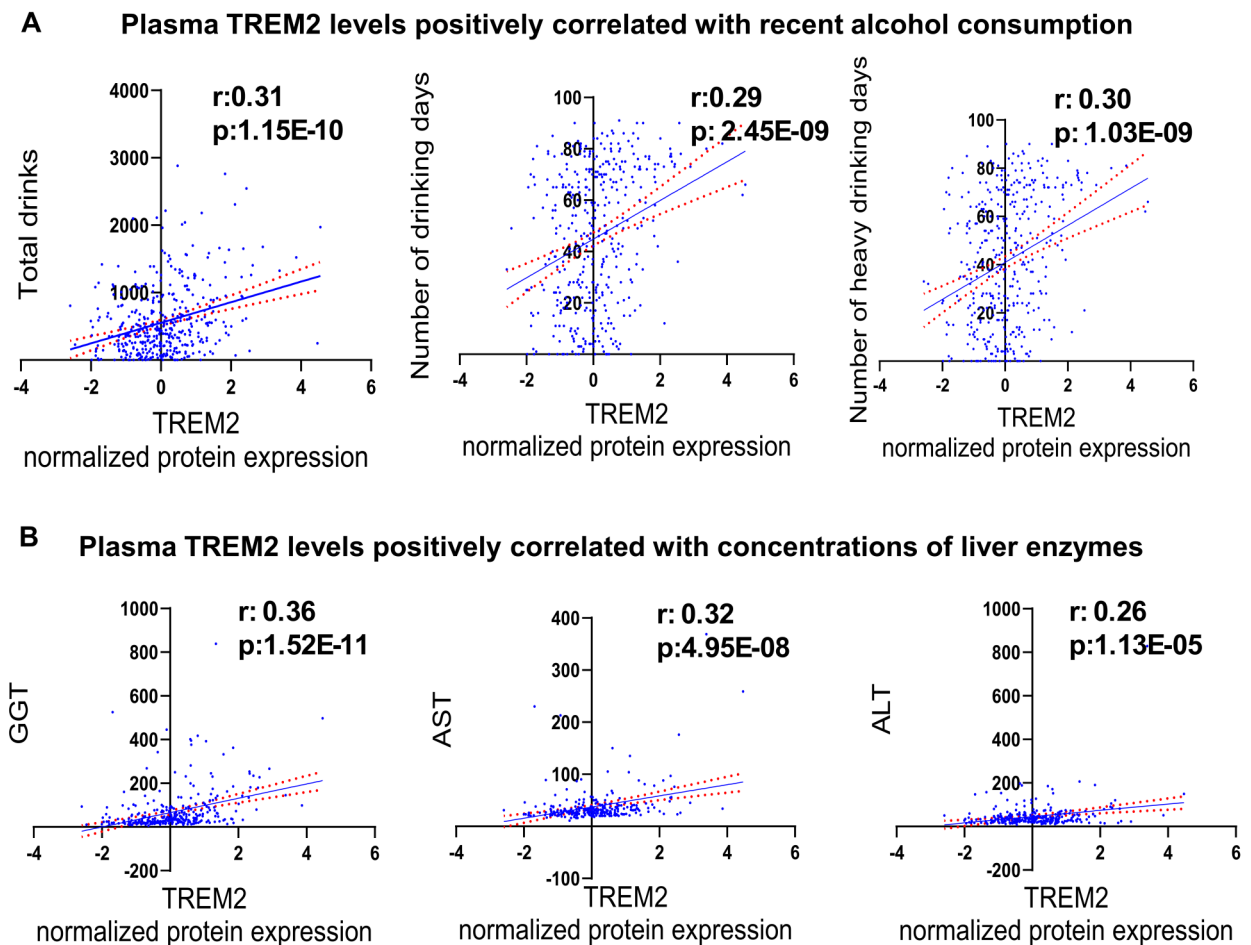 A
Plasma TREM2 levels positively correlated with recent alcohol consumption
r:0.31
p:1.15E-10
Total drinks
4000
3000
2000
1000
-4 -2 0 2 4 6
TREM2
normalized protein expression
r:0.29
p: 2.45E-09
Number of drinking days
100
80
60
40
20
-4 -2 0 2 4 6
TREM2
normalized protein expression
r: 0.30
p: 1.03E-09
Number of heavy drinking days
100
80
60
40
20
-4 -2 0 2 4 6
TREM2
normalized protein expression
B
Plasma TREM2 levels positively correlated with concentrations of liver enzymes
r: 0.36
p:1.52E-11
GGT
1000
800
600
400
200
-200
-4 -2 0 2 4 6
TREM2
normalized protein expression
r: 0.32
p:4.95E-08
AST
400
300
200
100
-100
-4 -2 0 2 4 6
TREM2
normalized protein expression
r: 0.26
p:1.13E-05
ALT
1000
800
600
400
200
-200
-4 -2 0 2 4 6
TREM2
normalized protein expression